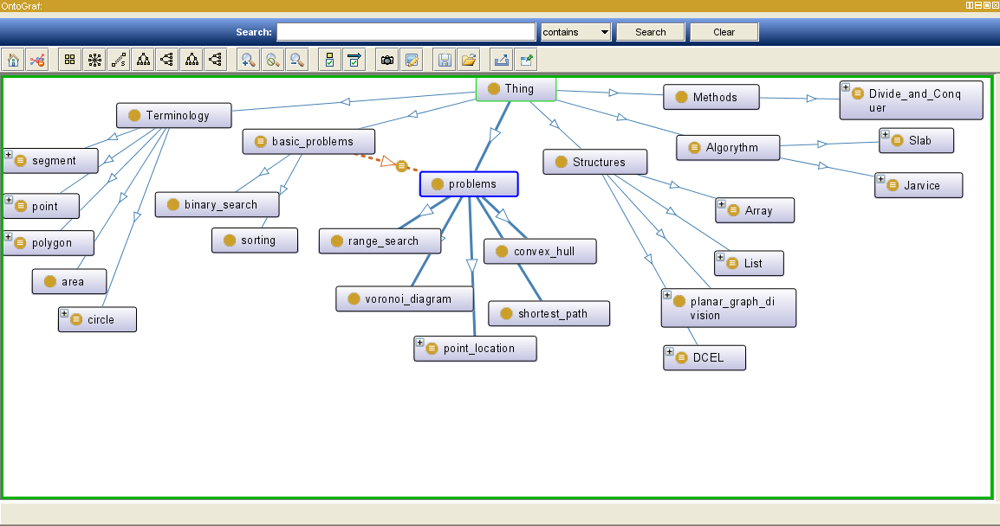 OntoGraf:
Search:
contains
Search
Clear
Thing
Terminology
Methods
Divide_and_Conq
uer
basic_problems
Algorythm
Slab
segment
Structures
Jarvice
problems
point
binary_search
Array
polygon
sorting
range_search
convex_hull
List
area
voronoi_diagram
shortest_path
planar_graph_di
vision
circle
point_location
DCEL